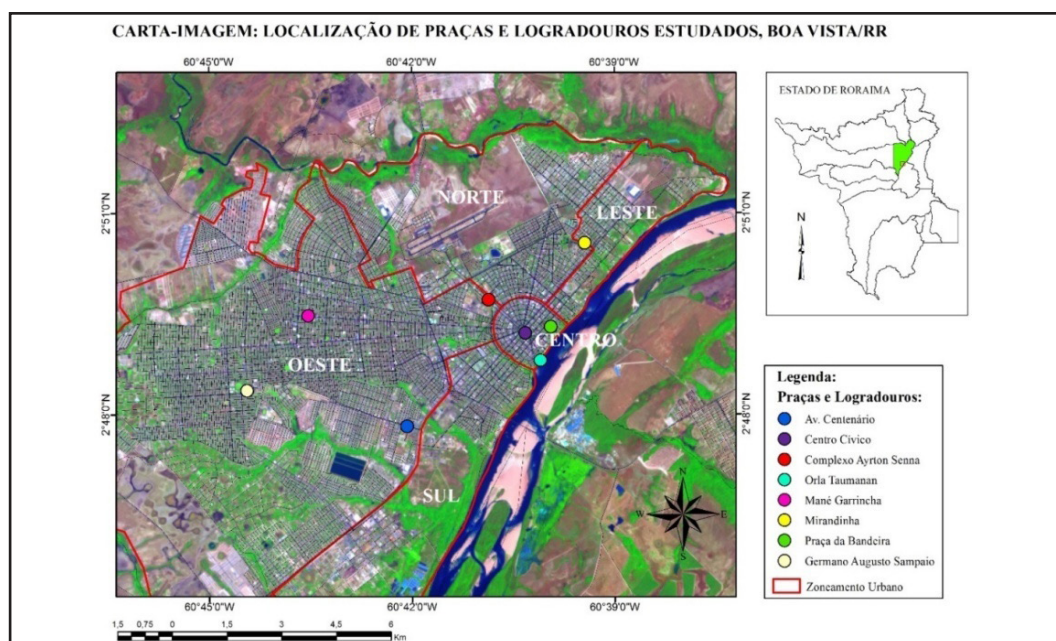 CARTA-IMAGEM: LOCALIZAÇÃO DE PRAÇAS E LOGRADOUROS ESTUDADOS, BOA VISTA/RR
60°45'0"W 60°42'0"W 60°39'0"W
2°51'0"N 2°51'0"N
2°48'0"N 2°48'0"N
NORTE
LESTE
CENTRO
OESTE
SUL
N
W E
S
60°45'0"W 60°42'0"W 60°39'0"W
1,5 0,75 0 1,5 3 4,5 6
Km
ESTADO DE RORAIMA
N
Legenda:
Praças e Logradouros:
Av. Centenário
Centro Cívico
Complexo Ayrton Senna
Orla Taumanan
Mané Garrincha
Mirandinha
Praça da Bandeira
Germano Augusto Sampaio
Zoneamento Urbano